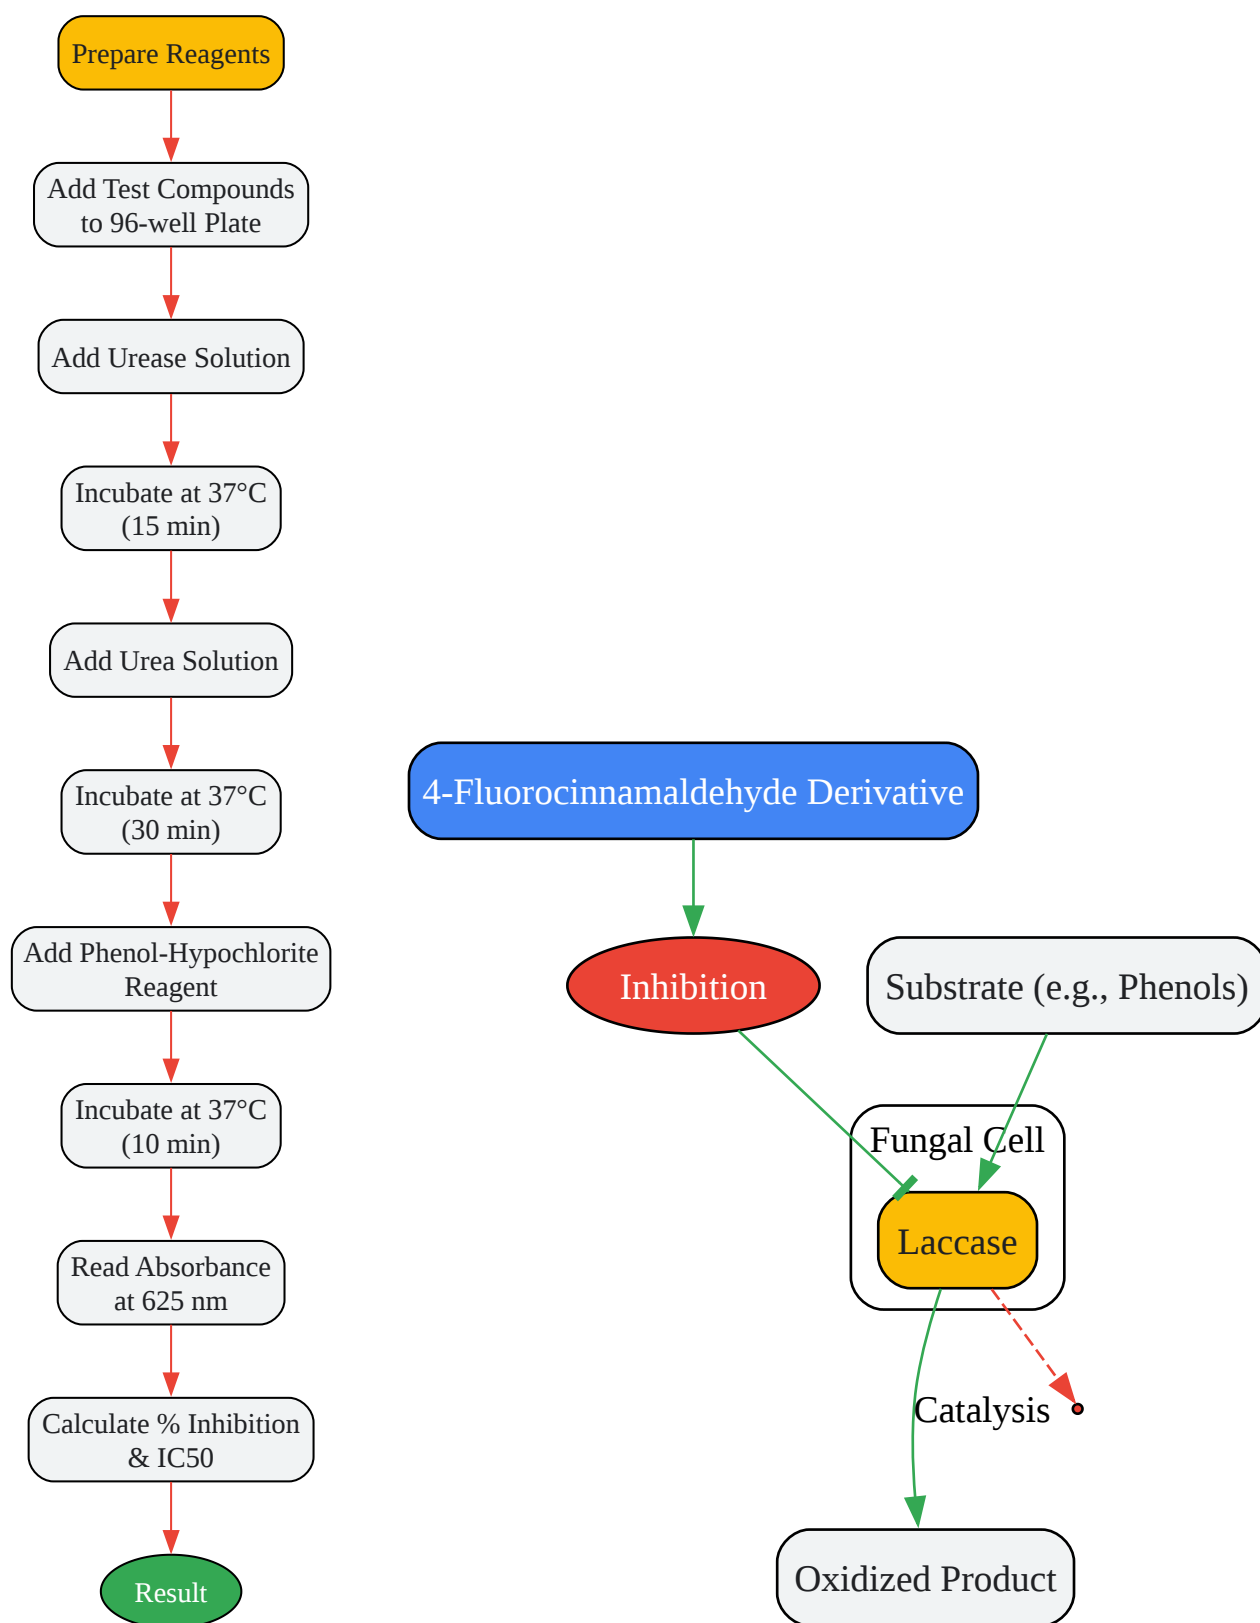 Prepare Reagents
Add Test Compounds
to 96-well Plate
Add Urease Solution
Incubate at 37°C
(15 min)
Add Urea Solution
Incubate at 37°C
(30 min)
Add Phenol-Hypochlorite
Reagent
Incubate at 37°C
(10 min)
Read Absorbance
at 625 nm
Calculate % Inhibition
& IC50
Result
4-Fluorocinnamaldehyde Derivative
Inhibition
Substrate (e.g., Phenols)
Fungal Cell
Laccase
Catalysis
Oxidized Product